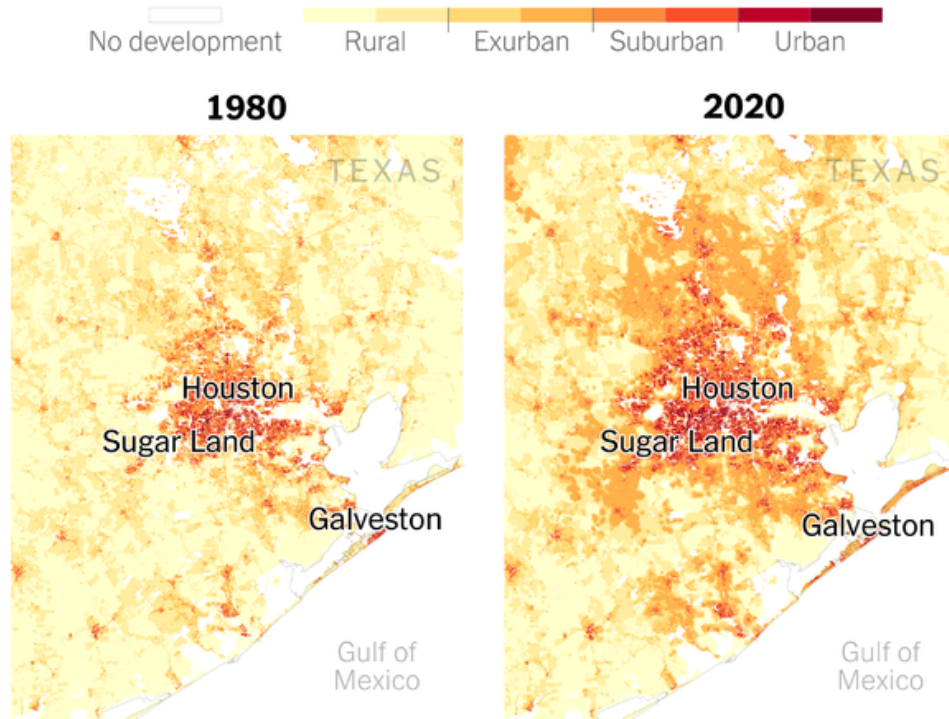 No development
Rural
Exurban
Suburban
Urban
1980
2020
TEXAS
Houston
Sugar Land
Galveston
Gulf of
Mexico
TEXAS
Houston
Sugar Land
Galveston
Gulf of
Mexico